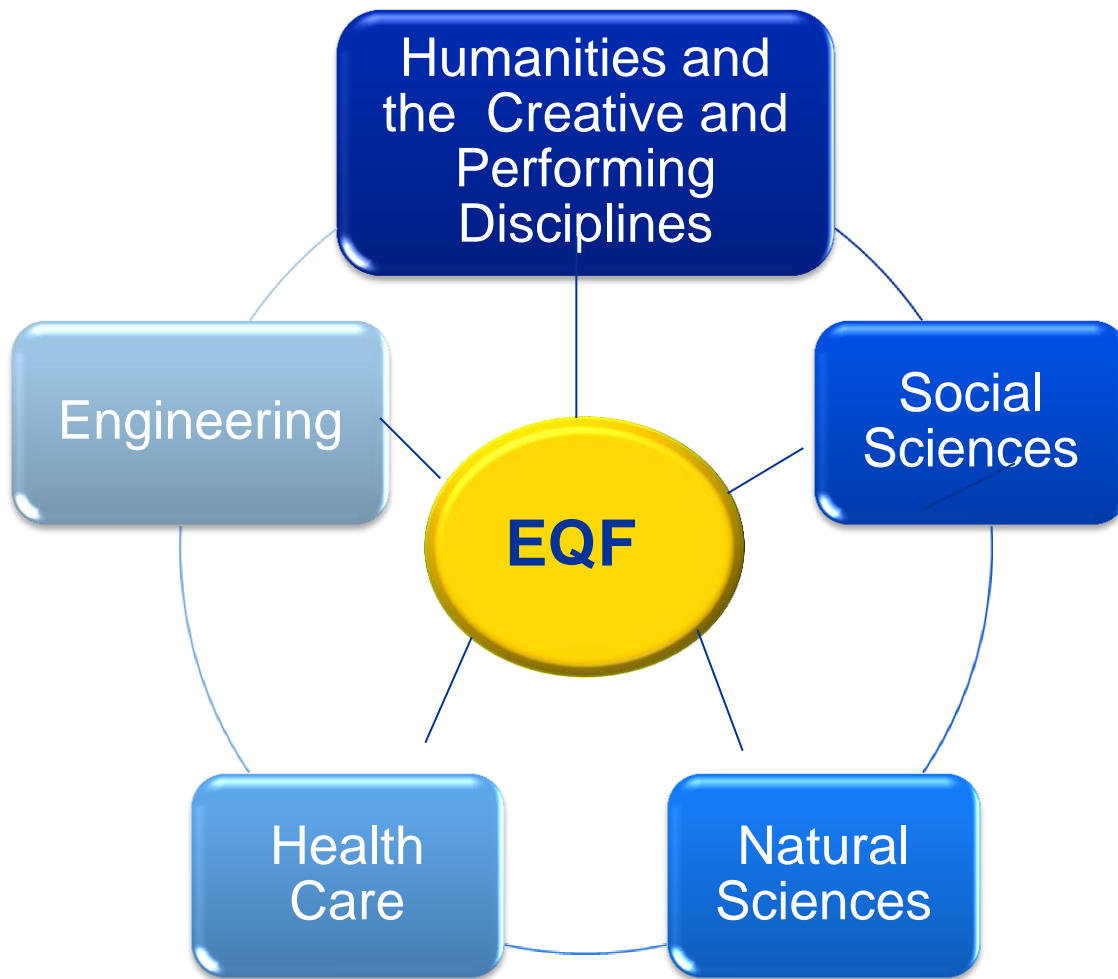 Humanities and
the  Creative and
Performing
Disciplines
Engineering
Social
Sciences
EQF
Health
Care
Natural
Sciences